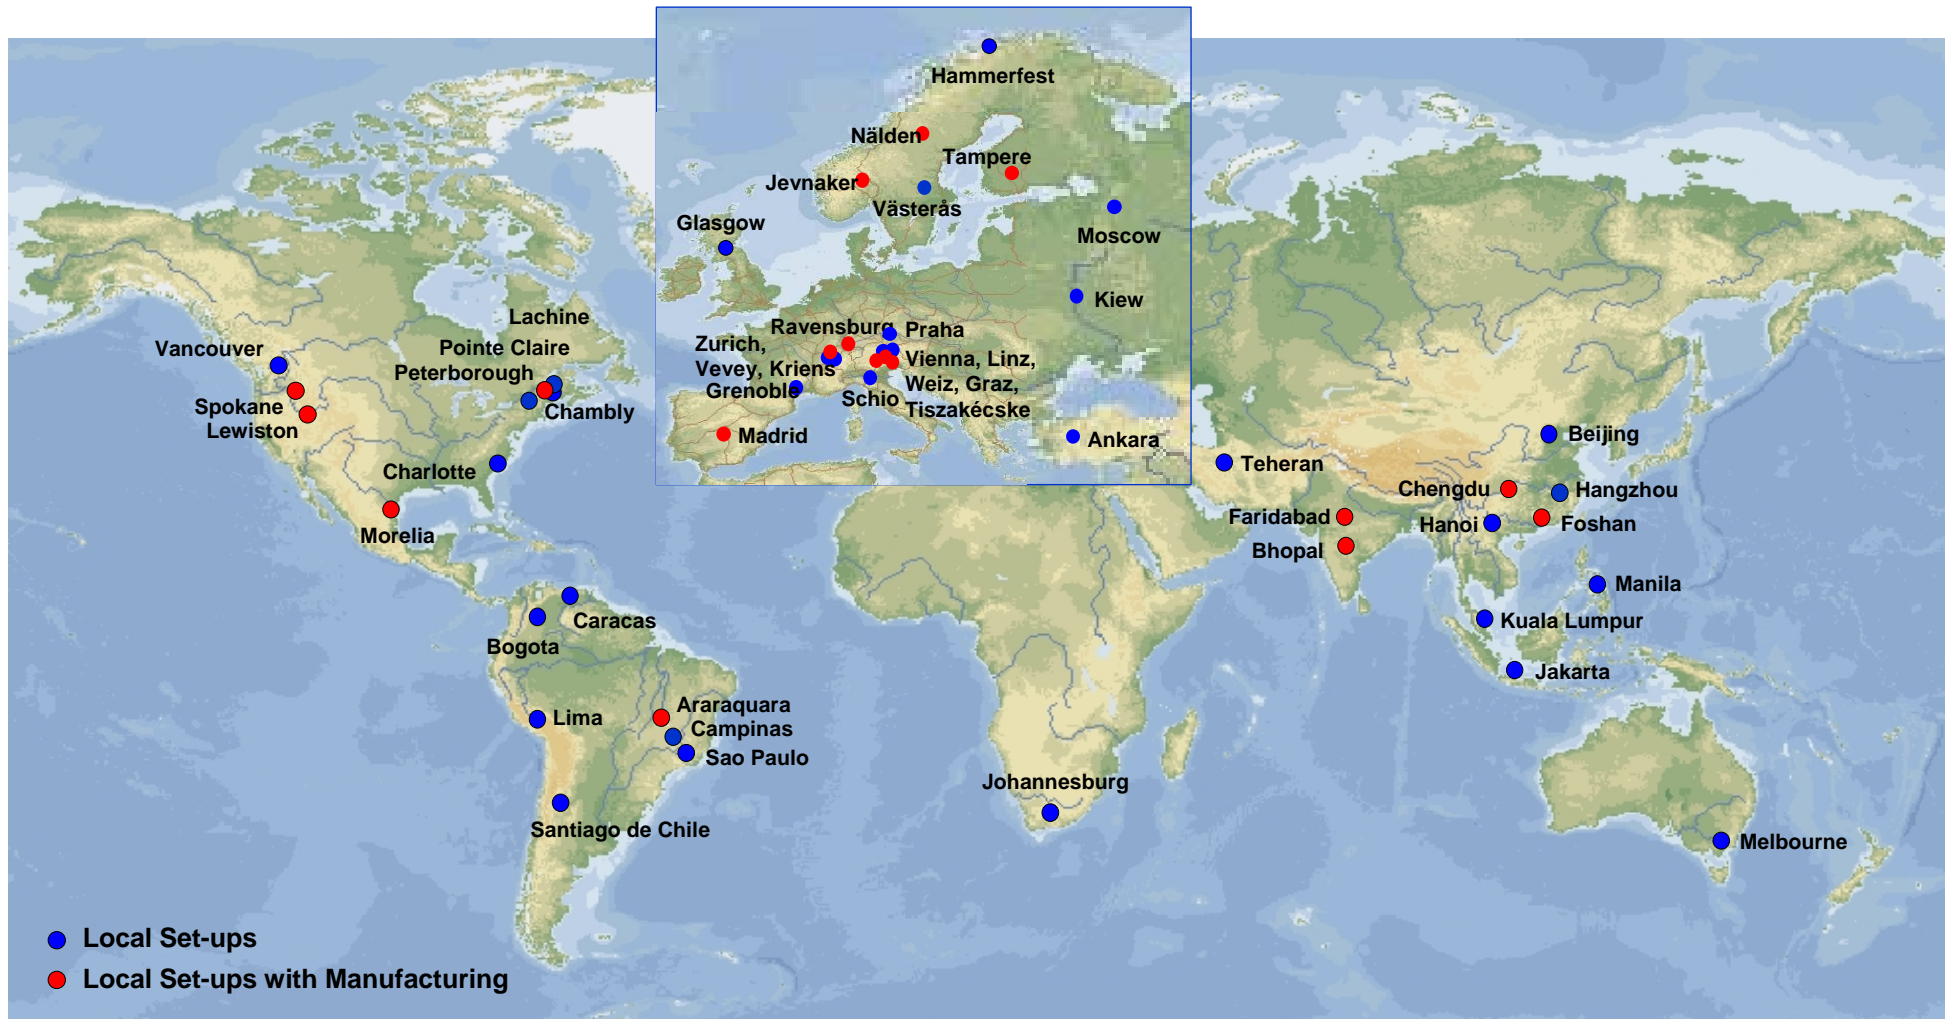 Hammerfest
Nälden
Tampere
Jevnaker
Västerås
Glasgow
Moscow
Kiew
Ravensburg
Praha
Zurich,
Vevey, Kriens
Grenoble
Vienna, Linz,
Weiz, Graz,
Tiszakécske
Schio
Madrid
Ankara
Lachine
Pointe Claire
Peterborough
Chambly
Vancouver
Spokane
Lewiston
Charlotte
Morelia
Caracas
Bogota
Lima
Araraquara
Campinas
Sao Paulo
Santiago de Chile
Johannesburg
Teheran
Beijing
Chengdu
Hangzhou
Faridabad
Hanoi
Foshan
Bhopal
Manila
Kuala Lumpur
Jakarta
Melbourne
Local Set-ups
Local Set-ups with Manufacturing